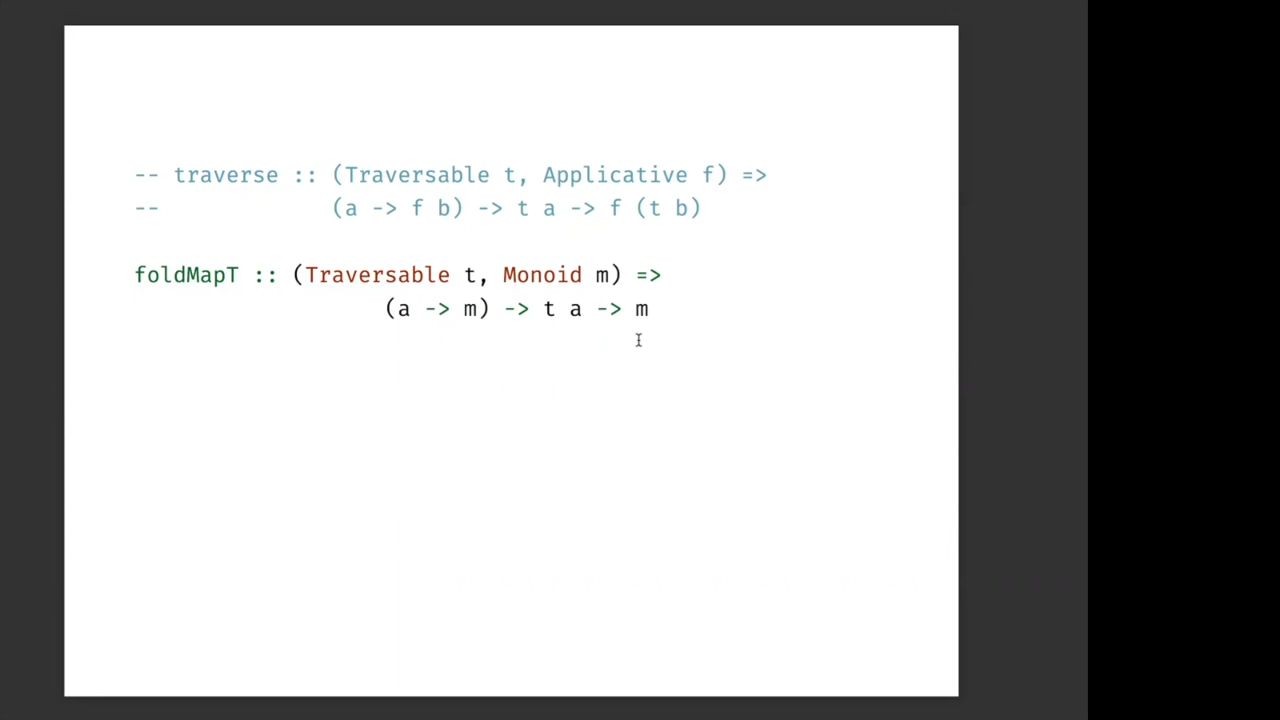 -- traverse :: (Traversable t, Applicative f) =>
--             (a -> f b) -> t a -> f (t b)
foldMapT :: (Traversable t, Monoid m) =>
                   (a -> m) -> t a -> m